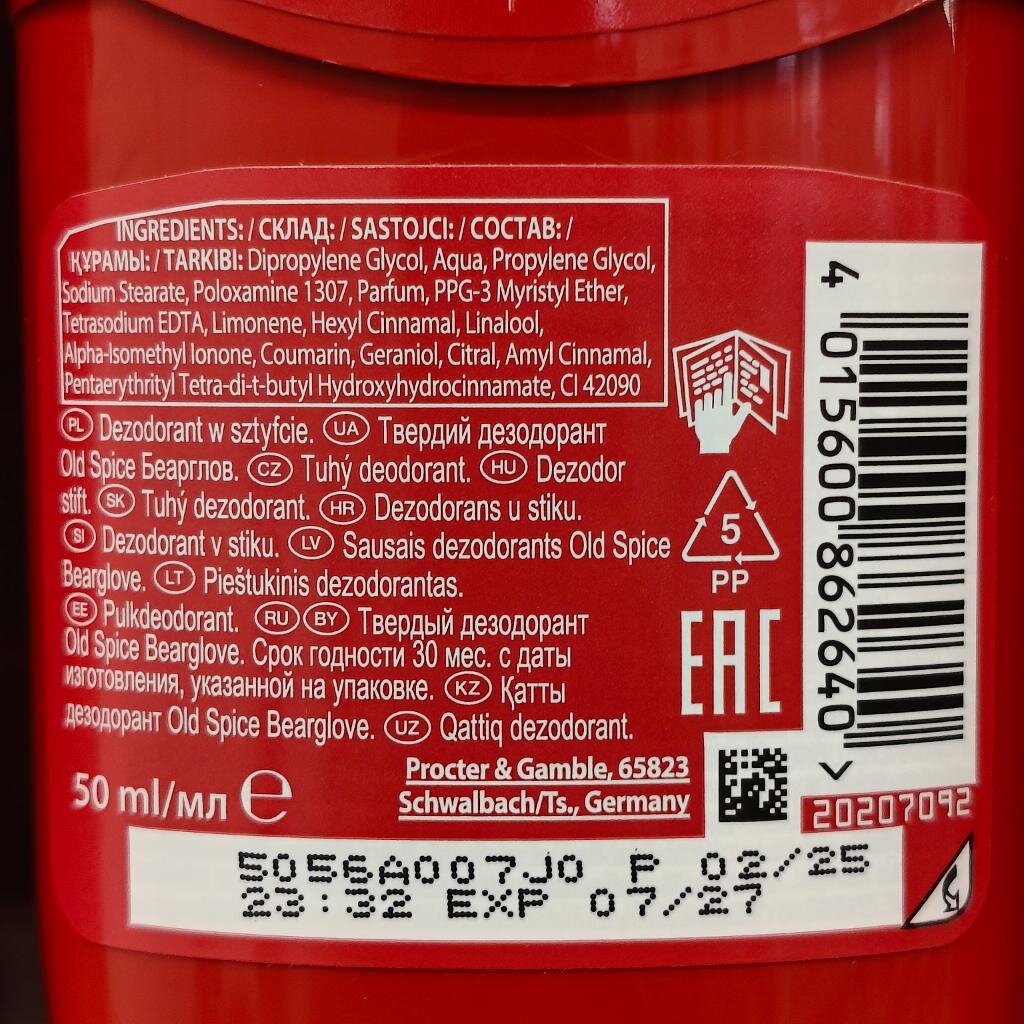 INGREDIENTS: / СКЛАД: / SASTOJCI: / СОСТАВ: /
ҚҰРАМЫ: / TARKIBI: Dipropylene Glycol, Aqua, Propylene Glycol,
Sodium Stearate, Poloxamine 1307, Parfum, PPG-3 Myristyl Ether,
Tetrasodium EDTA, Limonene, Hexyl Cinnamal, Linalool,
Alpha-Isomethyl Ionone, Coumarin, Geraniol, Citral, Amyl Cinnamal,
Pentaerythrityl Tetra-di-t-butyl Hydroxyhydrocinnamate, CI 42090
PL Dezodorant w sztyfcie. UA Твердий дезодорант
Old Spice Беарглов. CZ Tuhý deodorant. HU Dezodor
stift. SK Tuhý dezodorant. HR Dezodorans u stiku.
SI Dezodorant v stiku. LV Sausais dezodorants Old Spice
Bearglove. LT Pieštukinis dezodorantas.
EE Pulkdeodorant. RU BY Твердый дезодорант
Old Spice Bearglove. Срок годности 30 мес. с даты
изготовления, указанной на упаковке. KZ Қатты
дезодорант Old Spice Bearglove. UZ Qattiq dezodorant.
50 ml/мл e
Procter & Gamble, 65823
Schwalbach/Ts., Germany
5
PP
EAC
4 015600 862640 >
20207092
5055A007J0 P 02/25
23:32 EXP 07/27